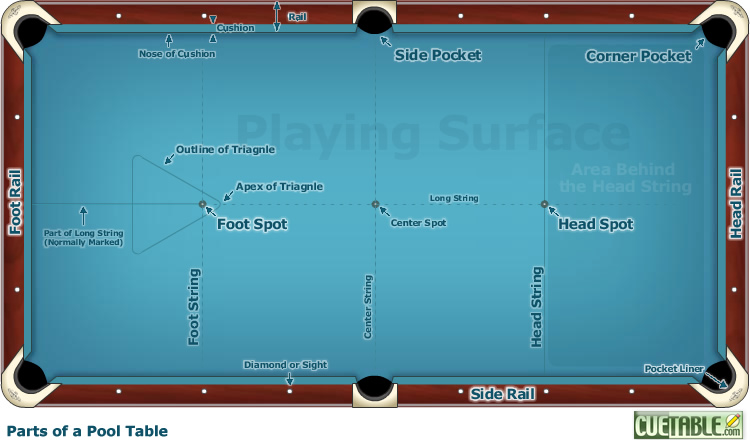 Rail
Cushion
Nose of Cushion
Side Pocket
Corner Pocket
Playing Surface
Outline of Triagnle
Area Behind
the Head String
Apex of Triagnle
Long String
Foot Rail
Head Rail
Part of Long String
(Normally Marked)
Foot Spot
Center Spot
Head Spot
Foot String
Center String
Head String
Diamond or Sight
Pocket Liner
Side Rail
Parts of a Pool Table
CUETABLE.com